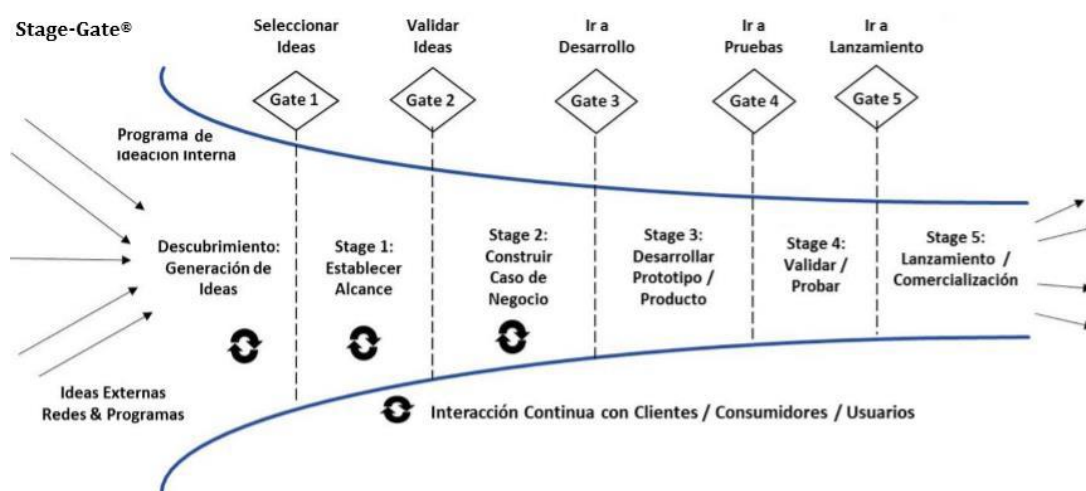 Stage-Gate®
Seleccionar
Ideas
Validar
Ideas
Ir a
Desarrollo
Ir a
Pruebas
Ir a
Lanzamiento
Gate 1
Gate 2
Gate 3
Gate 4
Gate 5
Programa de
Ideación Interna
Descubrimiento:
Generación de
Ideas
Stage 1:
Establecer
Alcance
Stage 2:
Construir
Caso de
Negocio
Stage 3:
Desarrollar
Prototipo /
Producto
Stage 4:
Validar /
Probar
Stage 5:
Lanzamiento /
Comercialización
Ideas Externas
Redes & Programas
Interacción Continua con Clientes / Consumidores / Usuarios